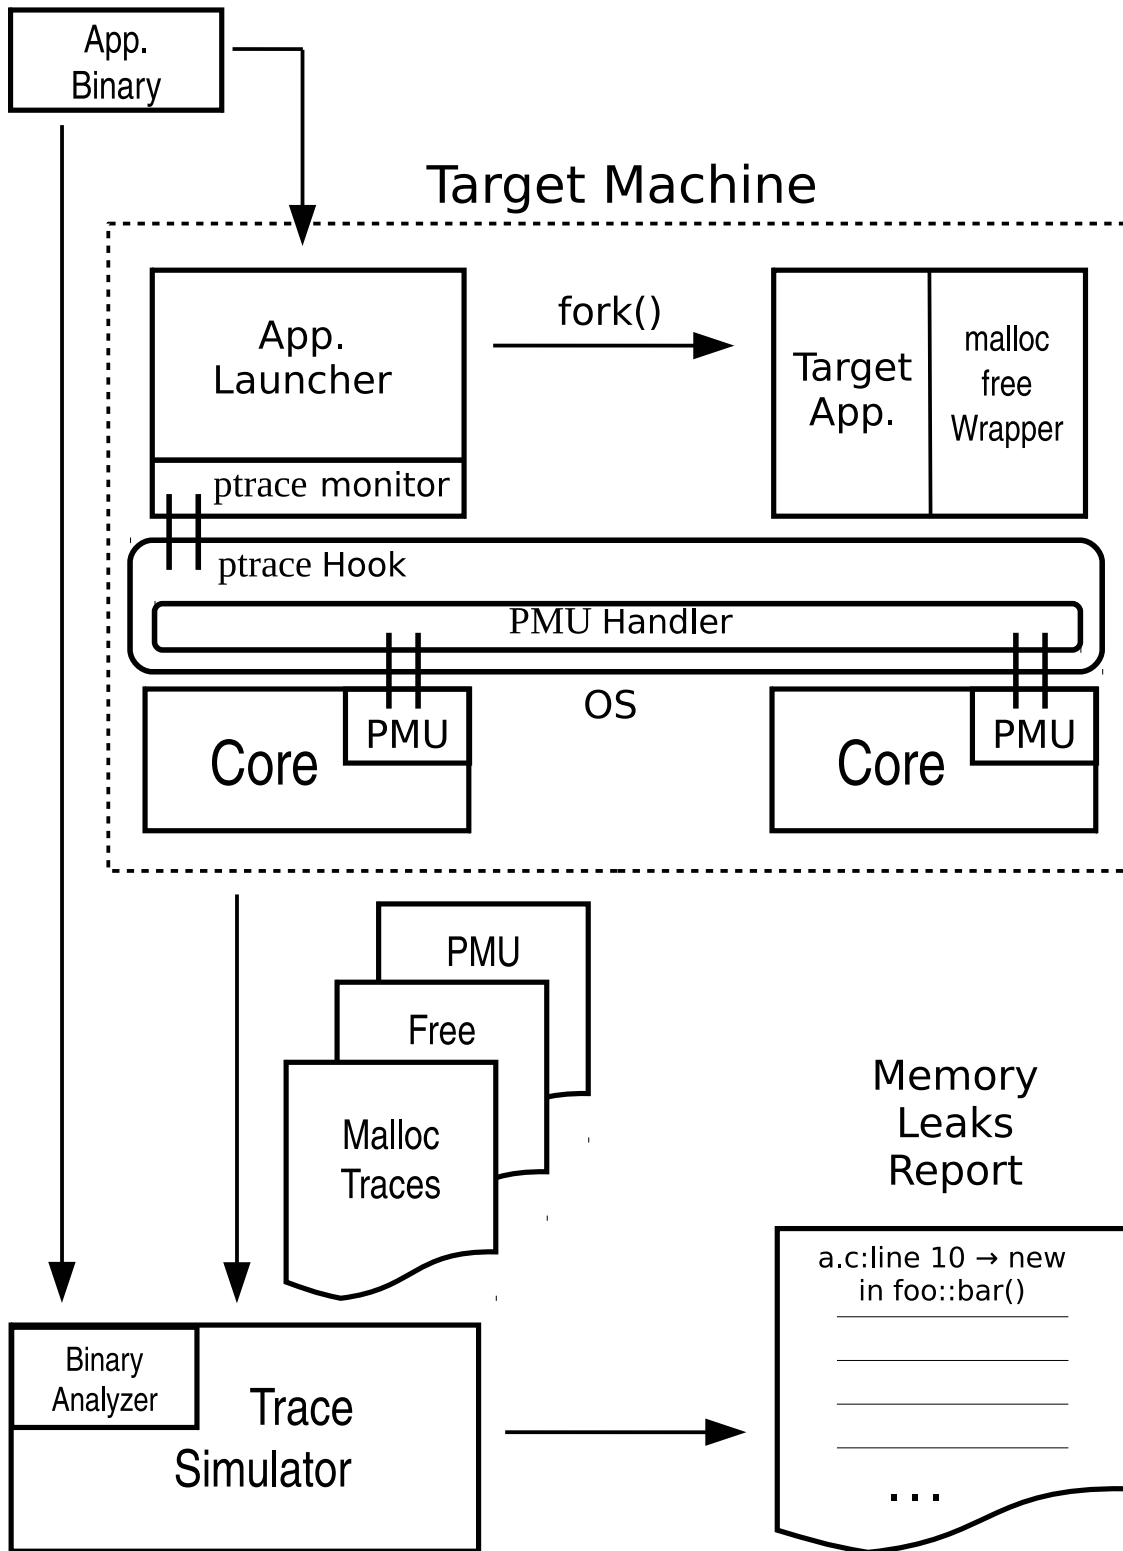 App.
Binary
Target Machine
App.
Launcher
fork()
Target
App.
malloc
free
Wrapper
ptrace monitor
ptrace Hook
PMU Handler
OS
Core
PMU
Core
PMU
PMU
Free
Malloc
Traces
Memory
Leaks
Report
a.c:line 10 → new
in foo::bar()
...
Binary
Analyzer
Trace
Simulator